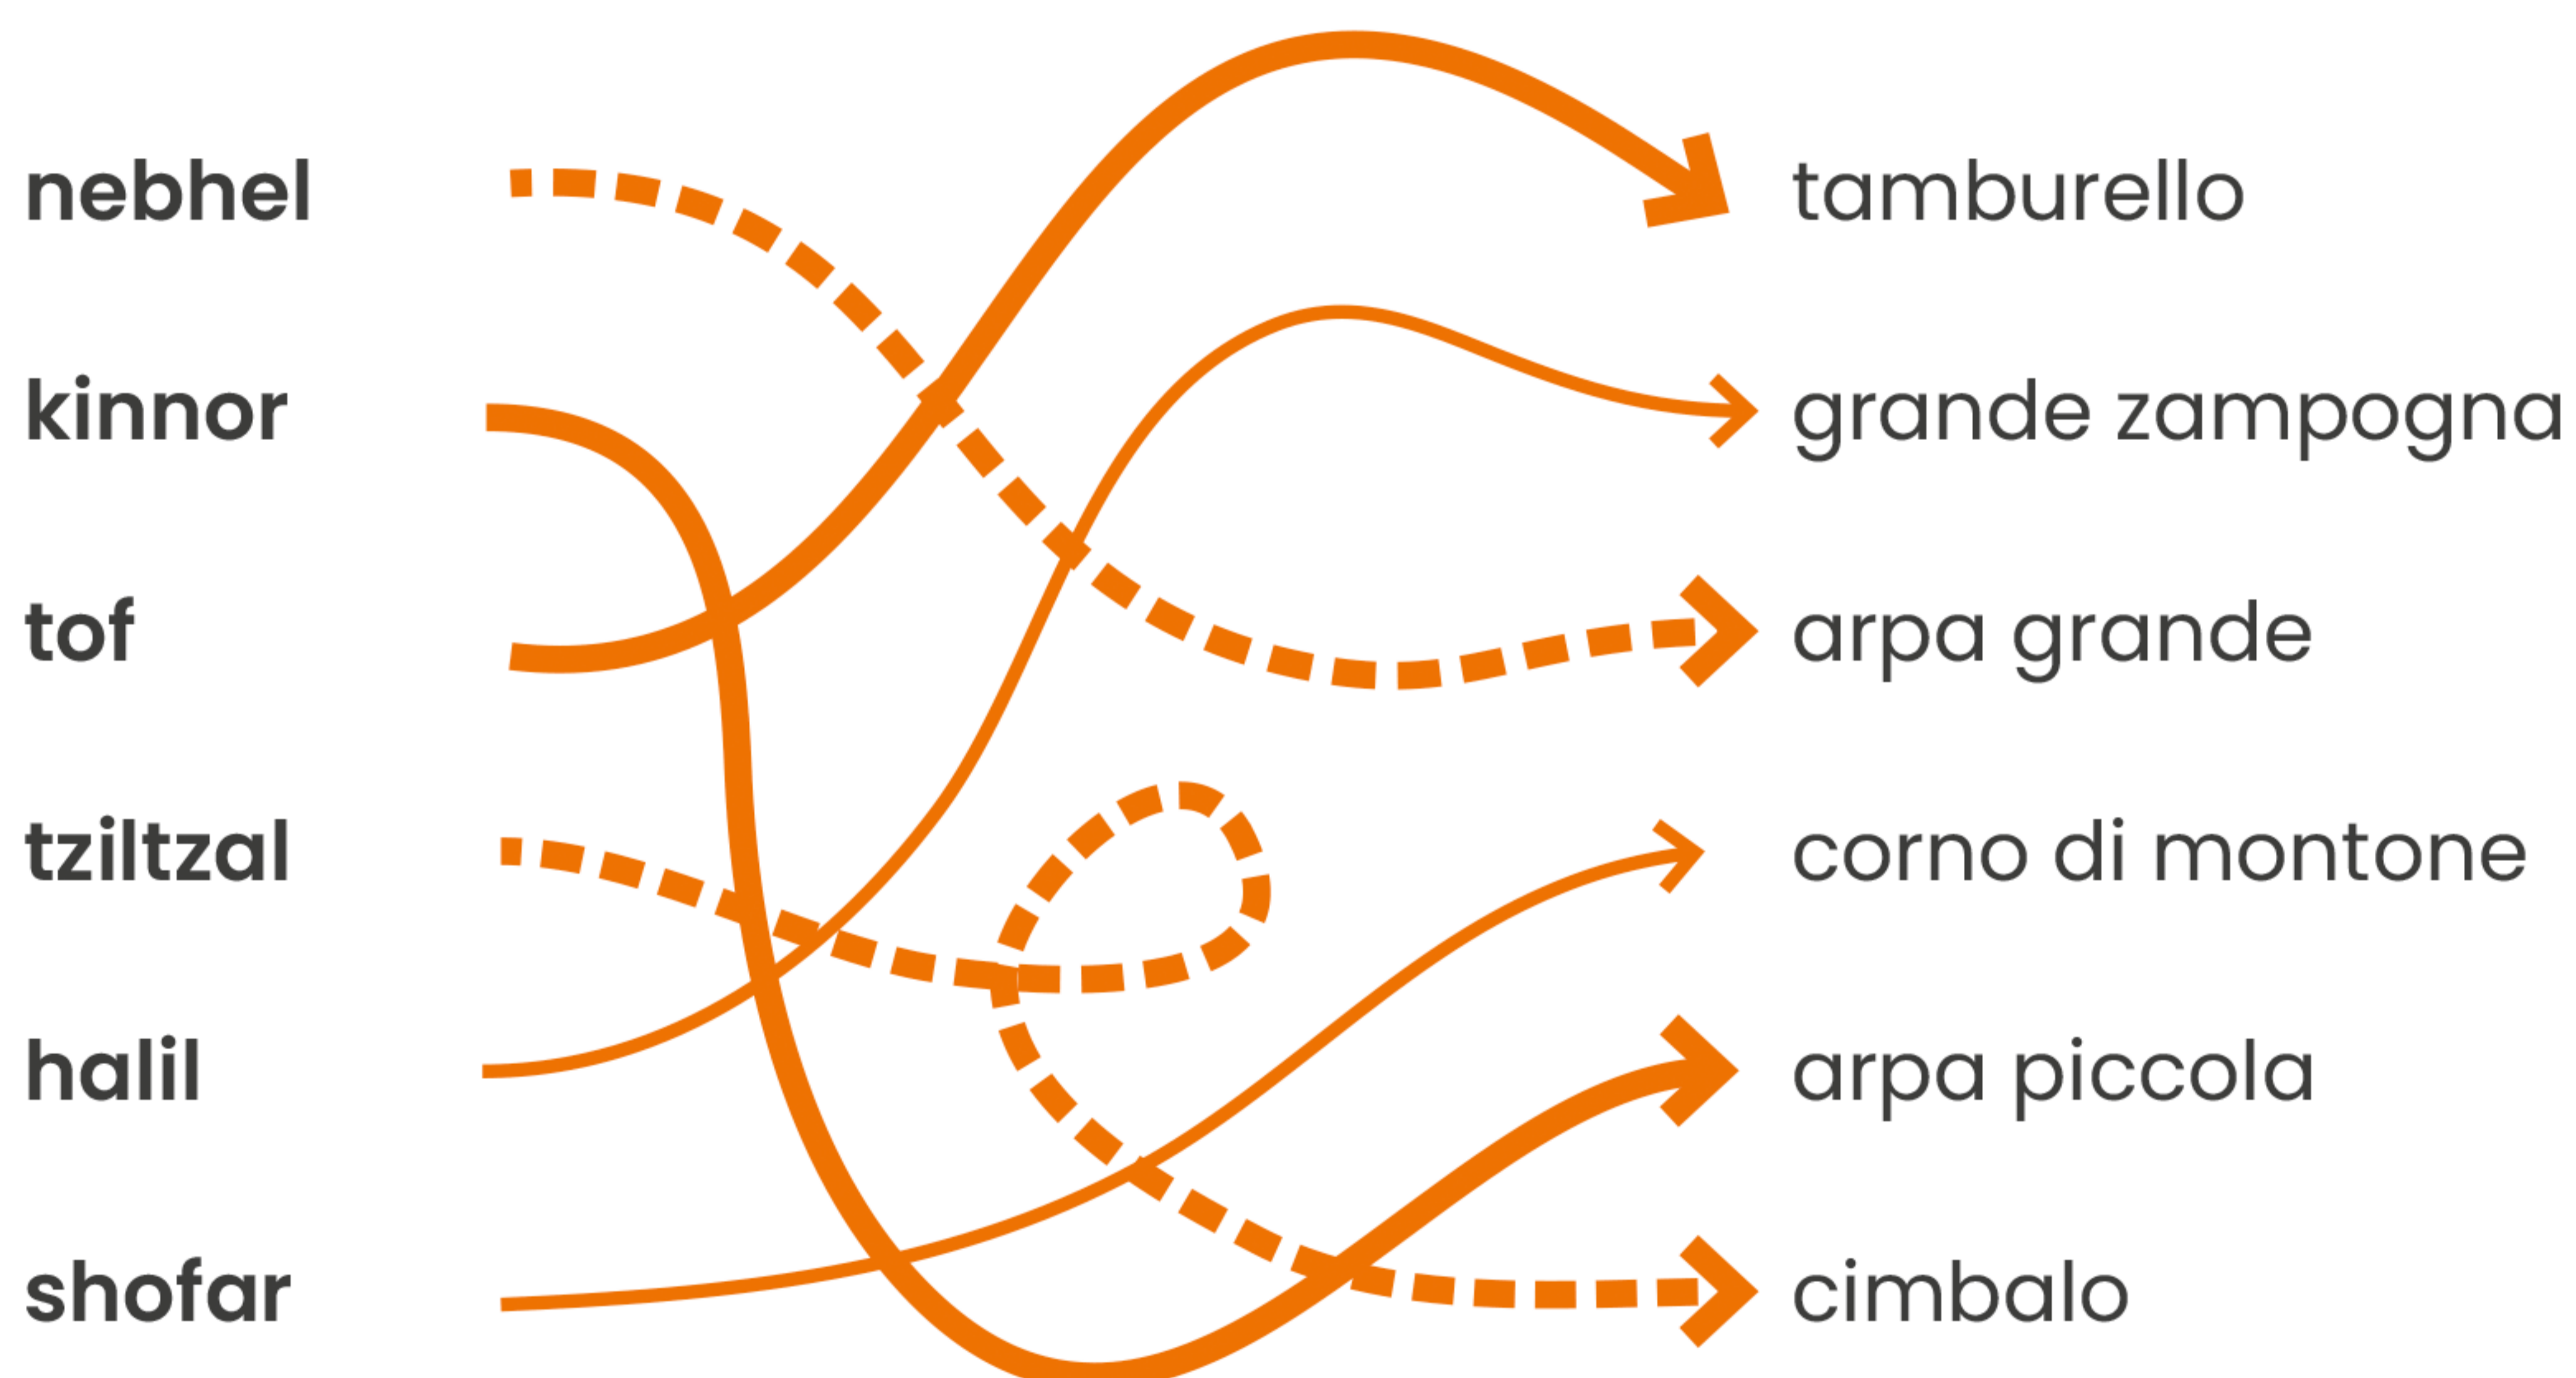 nebhel
tamburello
kinnor
grande zampogna
tof
arpa grande
tziltzal
corno di montone
halil
arpa piccola
shofar
cimbalo